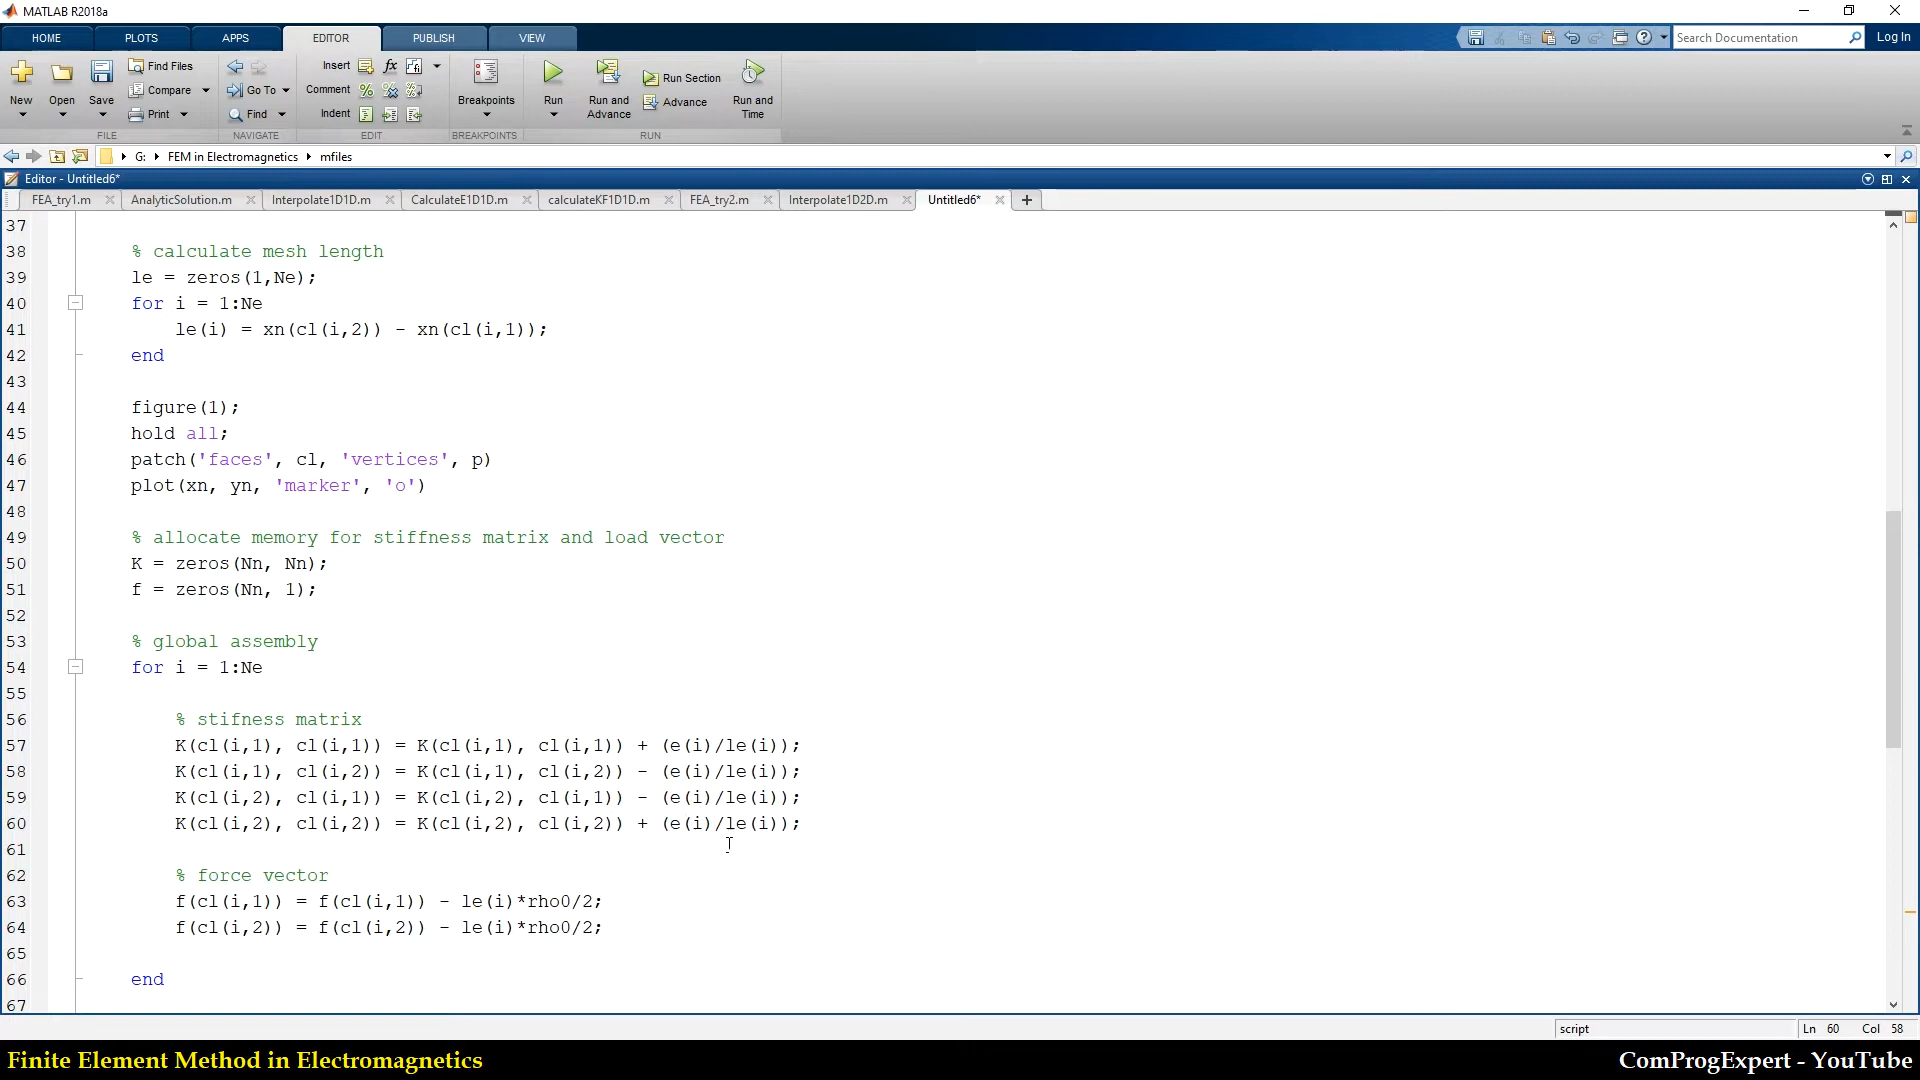 MATLAB R2018a
HOME PLOTS APPS EDITOR PUBLISH VIEW Search Documentation Log In
New Open Save Find Files Compare Print Go To Find Insert fx Comment Indent Breakpoints Run Run and Advance Run Section Advance Run and Time
FILE NAVIGATE EDIT BREAKPOINTS RUN
G: FEM in Electromagnetics mfiles
Editor - Untitled6*
FEA_try1.m AnalyticSolution.m Interpolate1D1D.m CalculateE1D1D.m calculateKF1D1D.m FEA_try2.m Interpolate1D2D.m Untitled6* +
37
38 % calculate mesh length
39 le = zeros(1,Ne);
40 for i = 1:Ne
41 le(i) = xn(cl(i,2)) - xn(cl(i,1));
42 end
43
44 figure(1);
45 hold all;
46 patch('faces', cl, 'vertices', p)
47 plot(xn, yn, 'marker', 'o')
48
49 % allocate memory for stiffness matrix and load vector
50 K = zeros(Nn, Nn);
51 f = zeros(Nn, 1);
52
53 % global assembly
54 for i = 1:Ne
55
56 % stifness matrix
57 K(cl(i,1), cl(i,1)) = K(cl(i,1), cl(i,1)) + (e(i)/le(i));
58 K(cl(i,1), cl(i,2)) = K(cl(i,1), cl(i,2)) - (e(i)/le(i));
59 K(cl(i,2), cl(i,1)) = K(cl(i,2), cl(i,1)) - (e(i)/le(i));
60 K(cl(i,2), cl(i,2)) = K(cl(i,2), cl(i,2)) + (e(i)/le(i));
61
62 % force vector
63 f(cl(i,1)) = f(cl(i,1)) - le(i)*rho0/2;
64 f(cl(i,2)) = f(cl(i,2)) - le(i)*rho0/2;
65
66 end
67
script Ln 60 Col 58
Finite Element Method in Electromagnetics ComProgExpert - YouTube